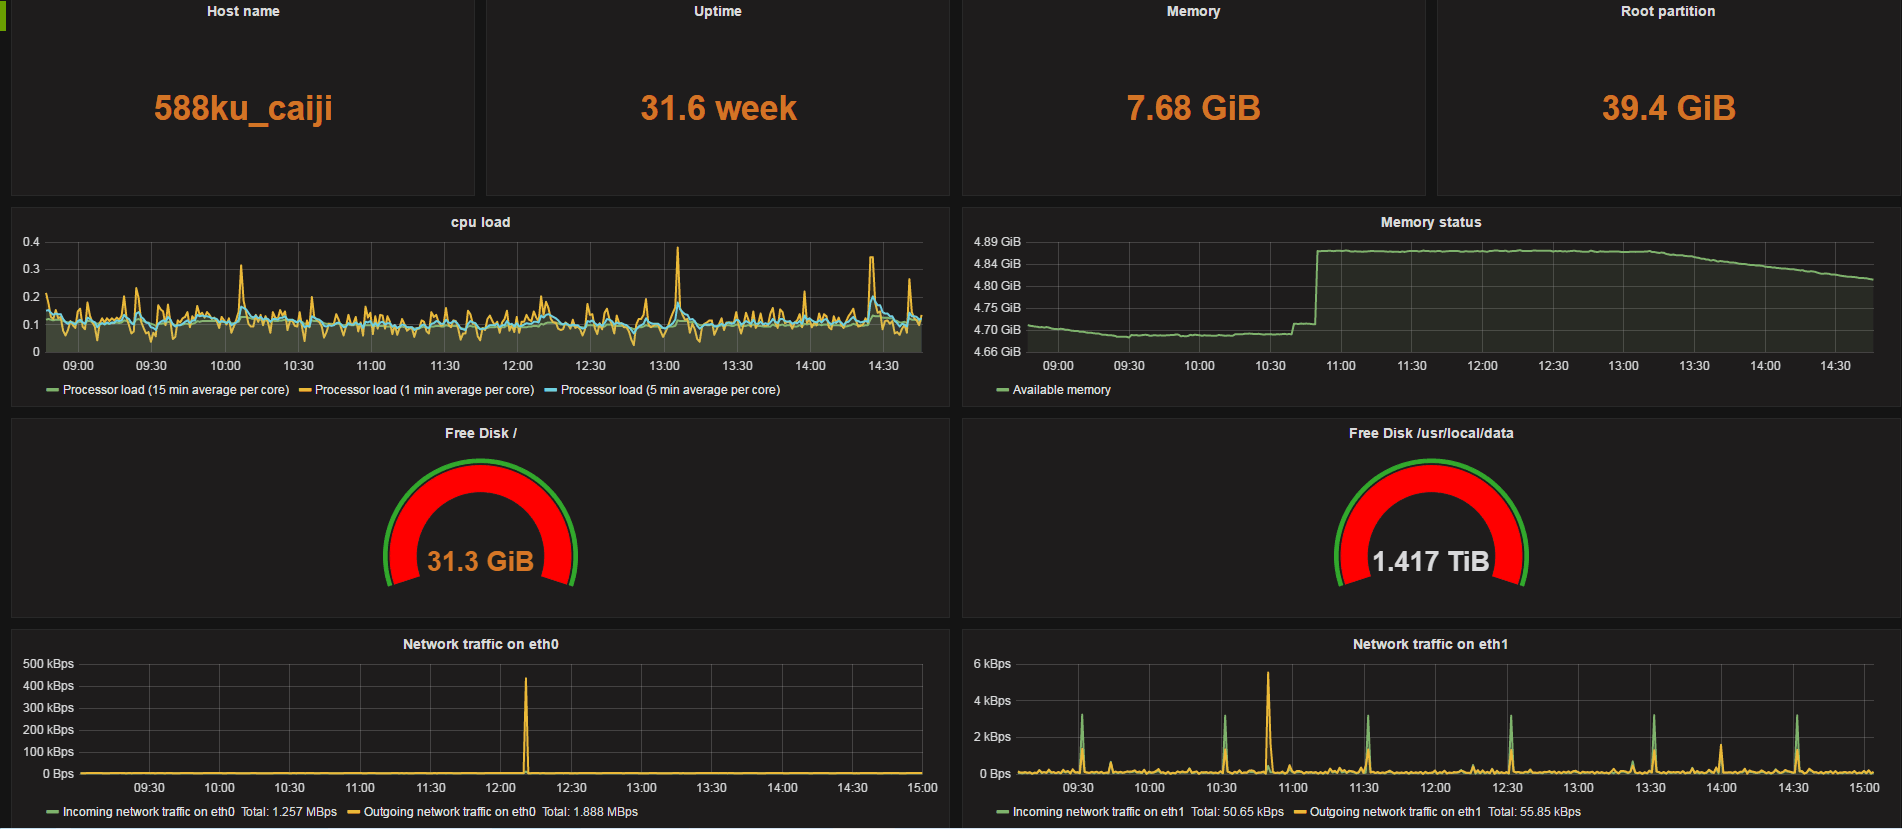 Host name
Uptime
Memory
Root partition
588ku_caiji
31.6 week
7.68 GiB
39.4 GiB
cpu load
0.4
0.3
0.2
0.1
0
09:00 09:30 10:00 10:30 11:00 11:30 12:00 12:30 13:00 13:30 14:00 14:30
Processor load (15 min average per core) Processor load (1 min average per core) Processor load (5 min average per core)
Memory status
4.89 GiB
4.84 GiB
4.80 GiB
4.75 GiB
4.70 GiB
4.66 GiB
09:00 09:30 10:00 10:30 11:00 11:30 12:00 12:30 13:00 13:30 14:00 14:30
Available memory
Free Disk /
31.3 GiB
Free Disk /usr/local/data
1.417 TiB
Network traffic on eth0
500 kBps
400 kBps
300 kBps
200 kBps
100 kBps
0 Bps
09:30 10:00 10:30 11:00 11:30 12:00 12:30 13:00 13:30 14:00 14:30 15:00
Incoming network traffic on eth0 Total: 1.257 MBps Outgoing network traffic on eth0 Total: 1.888 MBps
Network traffic on eth1
6 kBps
4 kBps
2 kBps
0 Bps
09:30 10:00 10:30 11:00 11:30 12:00 12:30 13:00 13:30 14:00 14:30 15:00
Incoming network traffic on eth1 Total: 50.65 kBps Outgoing network traffic on eth1 Total: 55.85 kBps